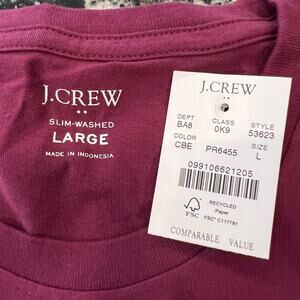 J.CREW
SLIM-WASHED
LARGE
MADE IN INDONESIA
J.CREW
DEPT CLASS STYLE
BA8 0K9 53623
COLOR SIZE
CBE PR6455 L
099106621205
FSC
RECYCLED
Paper
FSC® C117781
COMPARABLE VALUE